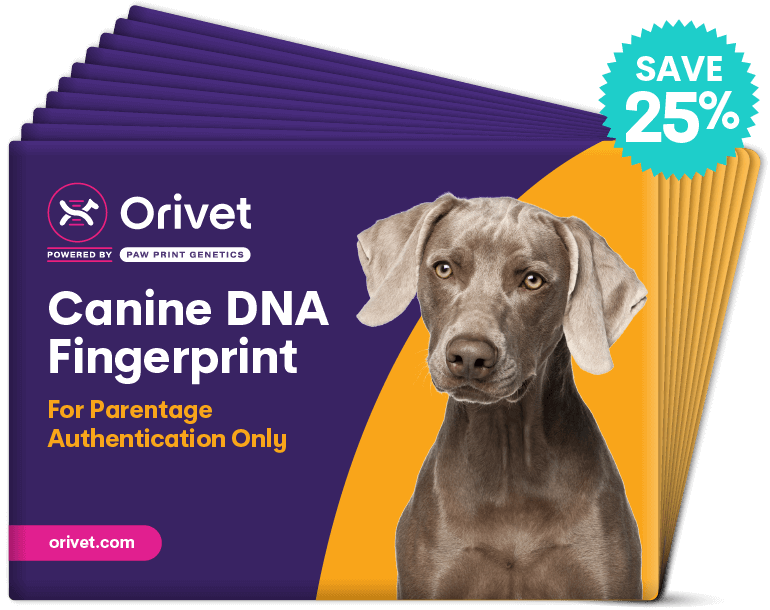 SAVE
25%
Orivet
POWERED BY PAW PRINT GENETICS
Canine DNA
Fingerprint
For Parentage
Authentication Only
orivet.com